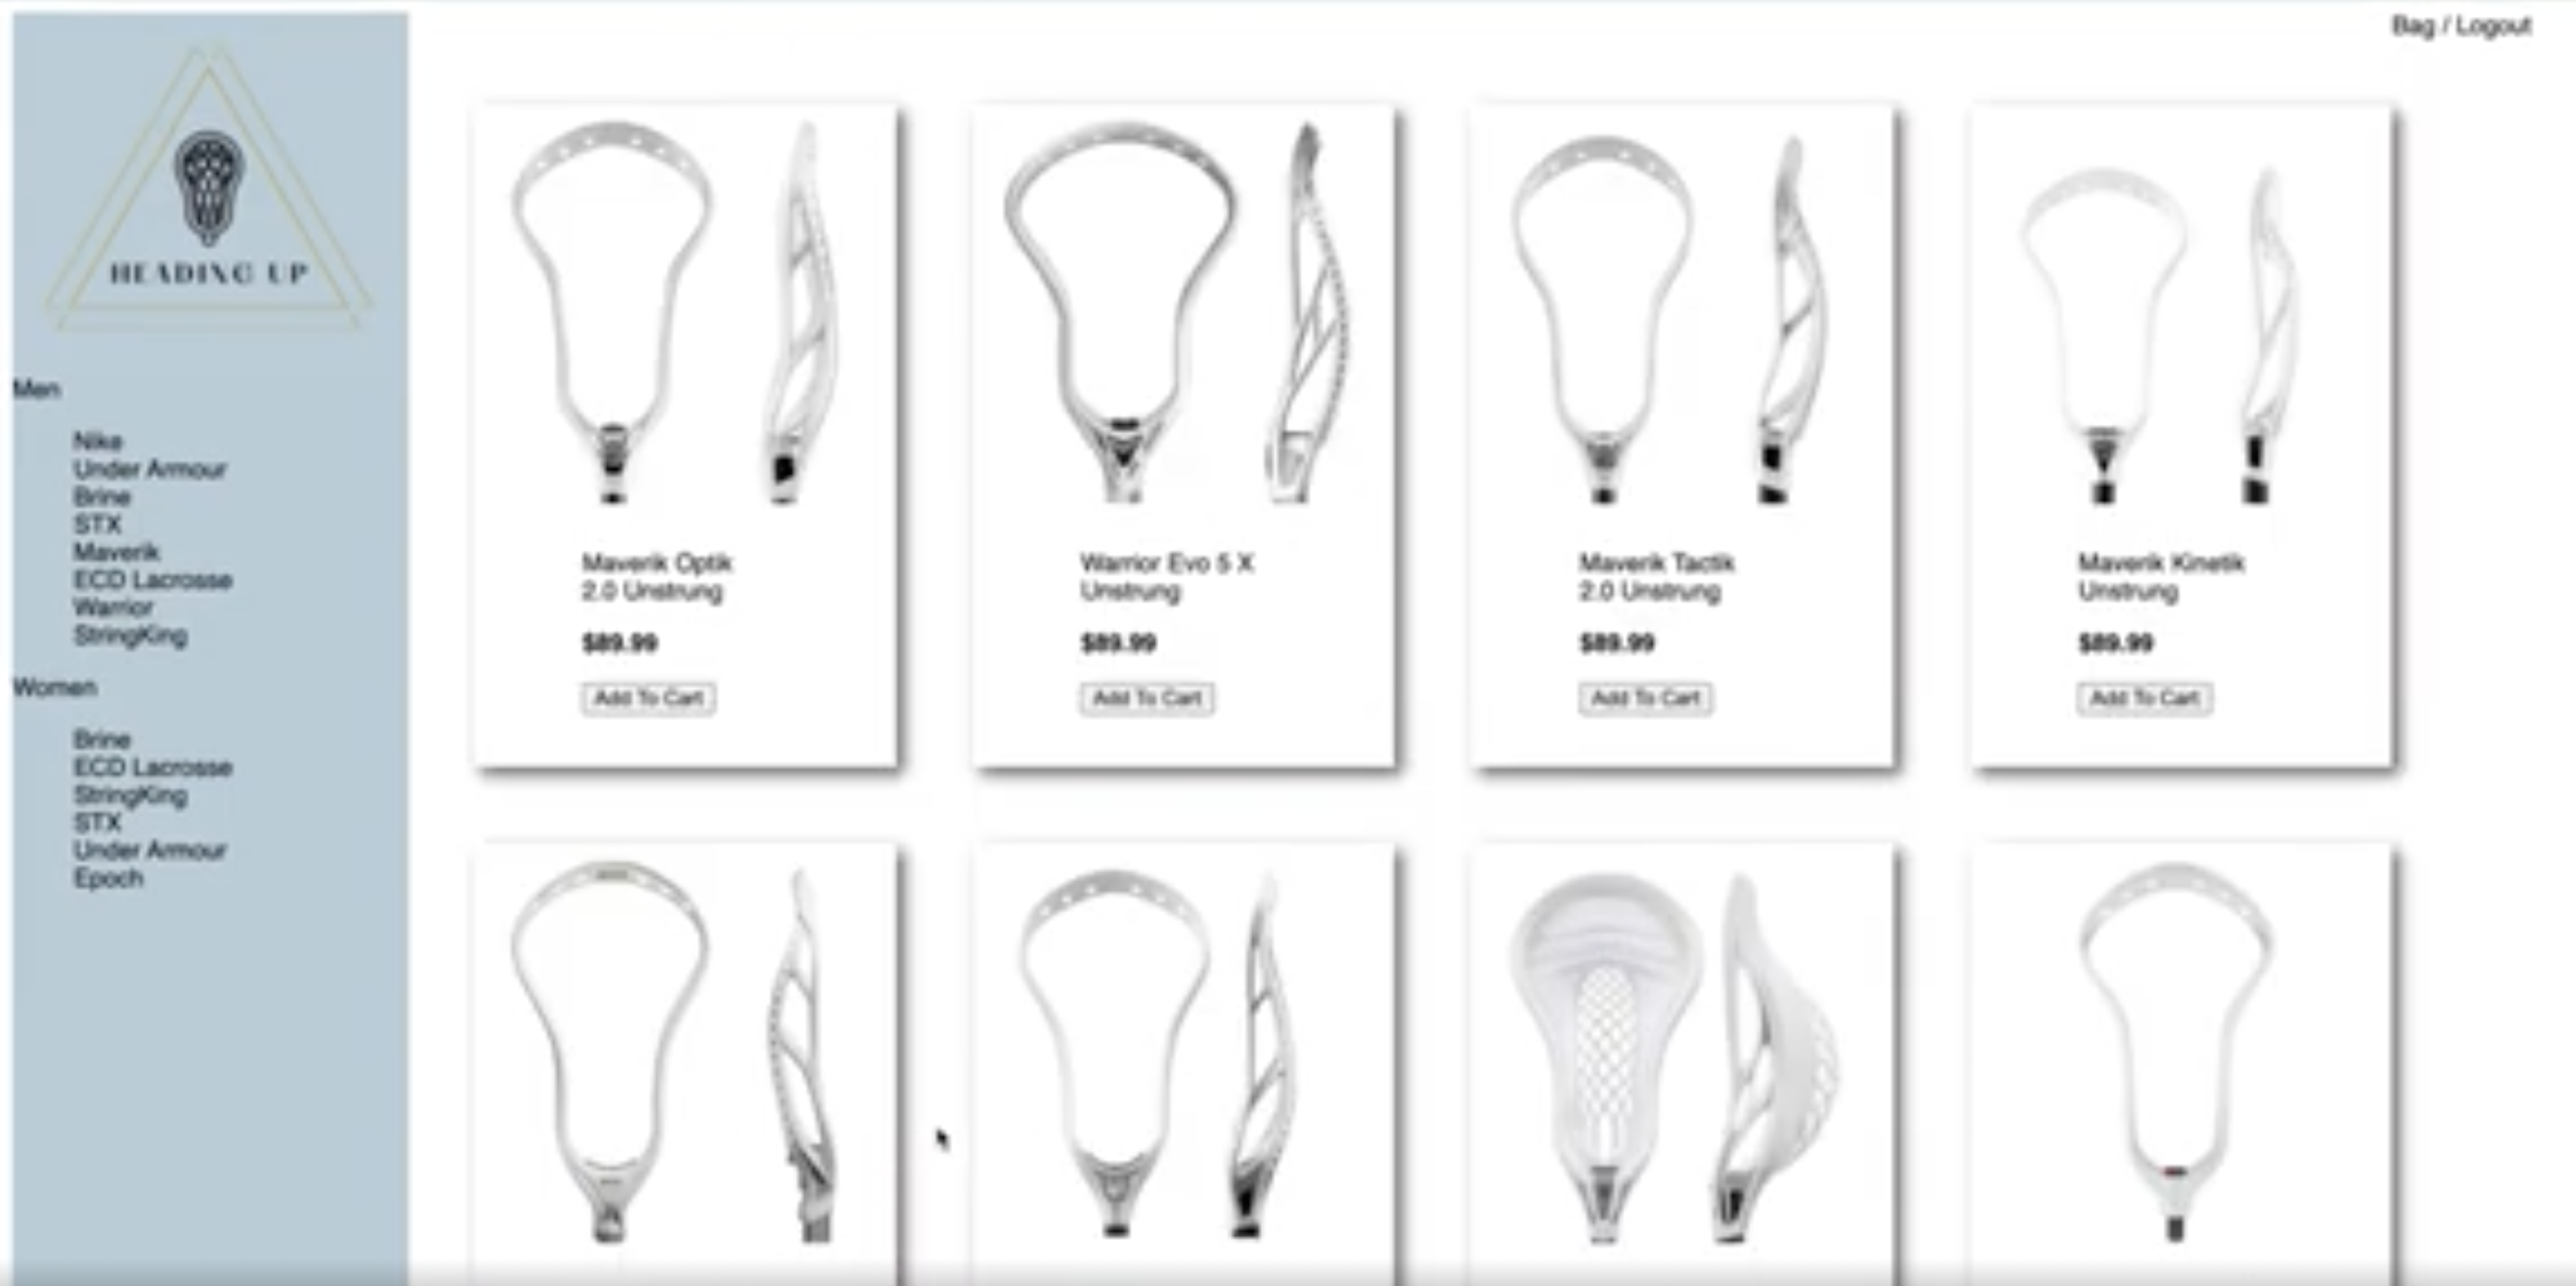 Bag / Logout
HEADING UP
Men
Nike
Under Armour
Brine
STX
Maverik
ECD Lacrosse
Warrior
StringKing
Women
Brine
ECD Lacrosse
StringKing
STX
Under Armour
Epoch
Maverik Optik
2.0 Unstrung
$89.99
Add To Cart
Warrior Evo 5 X
Unstrung
$89.99
Add To Cart
Maverik Tactik
2.0 Unstrung
$89.99
Add To Cart
Maverik Kinetik
Unstrung
$89.99
Add To Cart